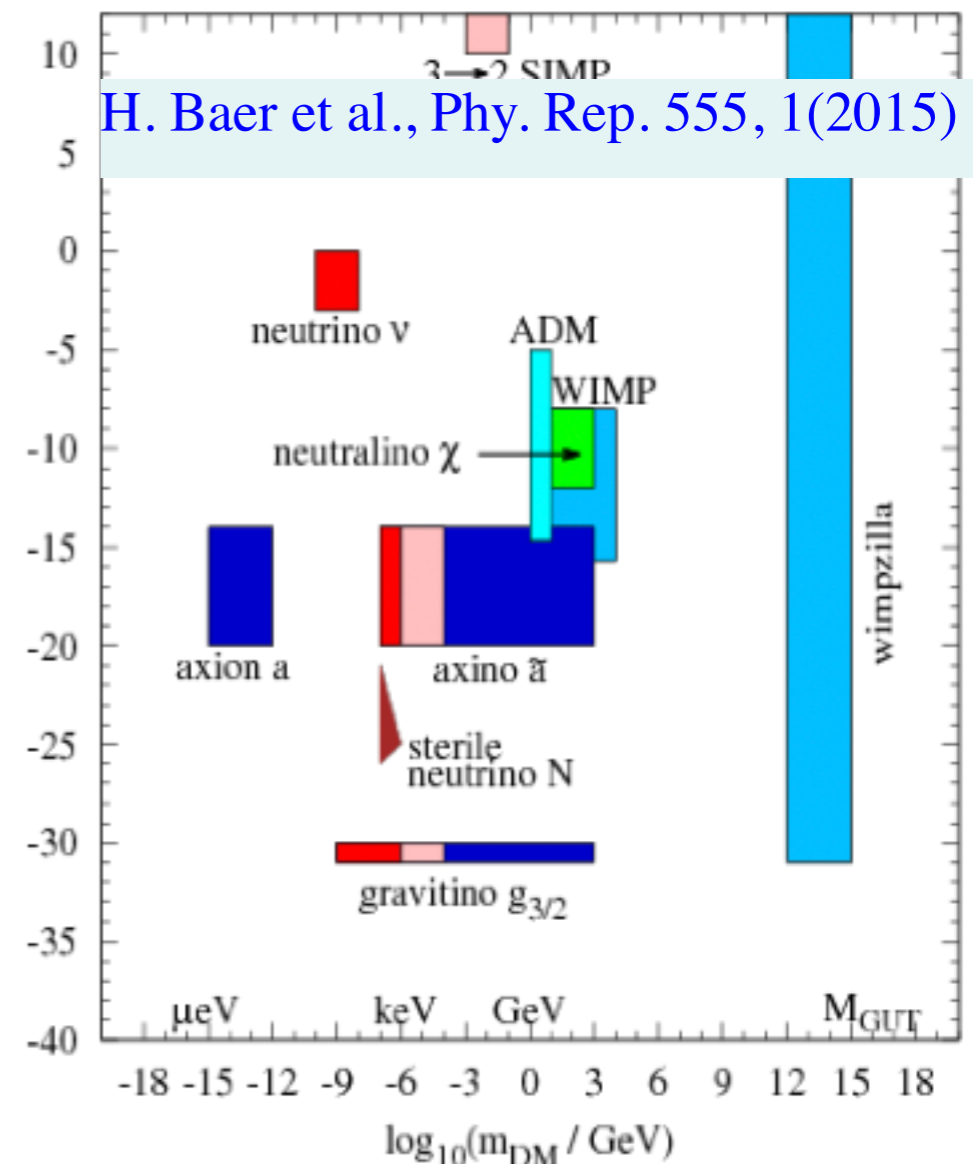 10
3→2 SIMP
H. Baer et al., Phy. Rep. 555, 1(2015)
5
0
neutrino ν
-5
ADM
WIMP
neutralino χ
-10
-15
wimpzilla
-20
axion a
axino ã
-25
sterile
neutrino N
-30
gravitino g3/2
-35
μeV keV GeV MGUT
-40
-18 -15 -12 -9 -6 -3 0 3 6 9 12 15 18
log10(mDM / GeV)